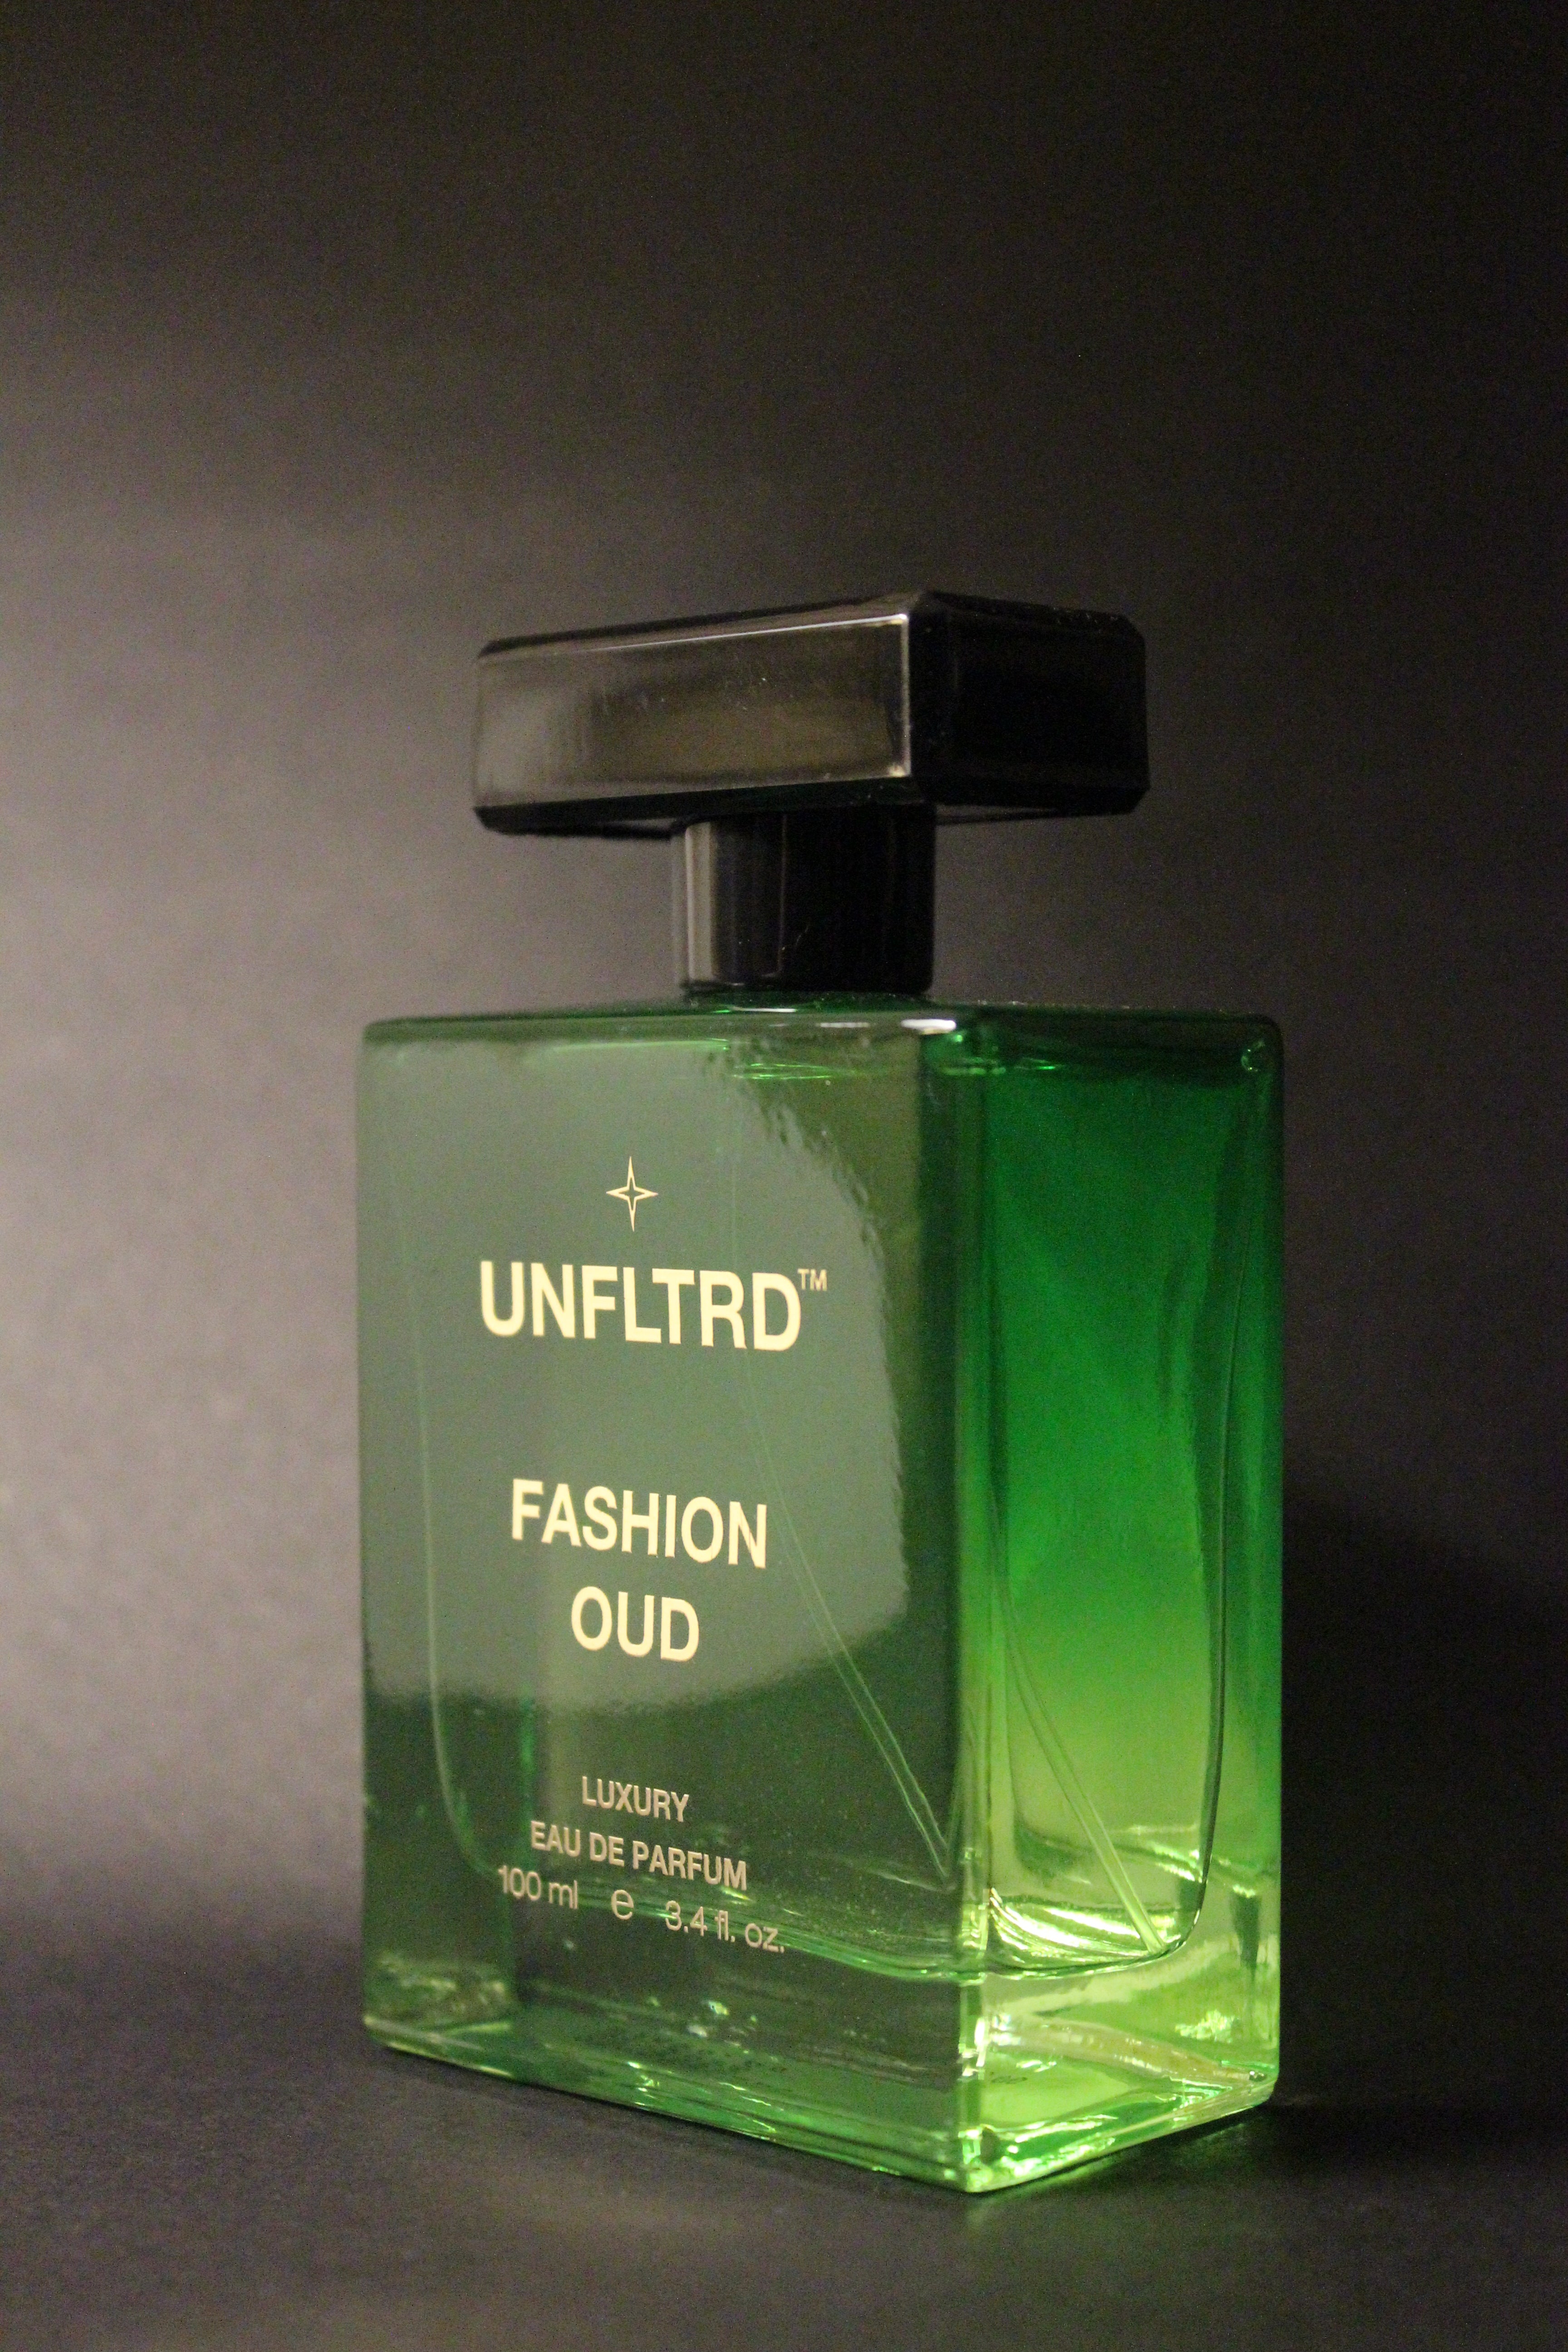 UNFLTRD™
FASHION
OUD
LUXURY
EAU DE PARFUM
100 ml ℮ 3.4 fl. oz.